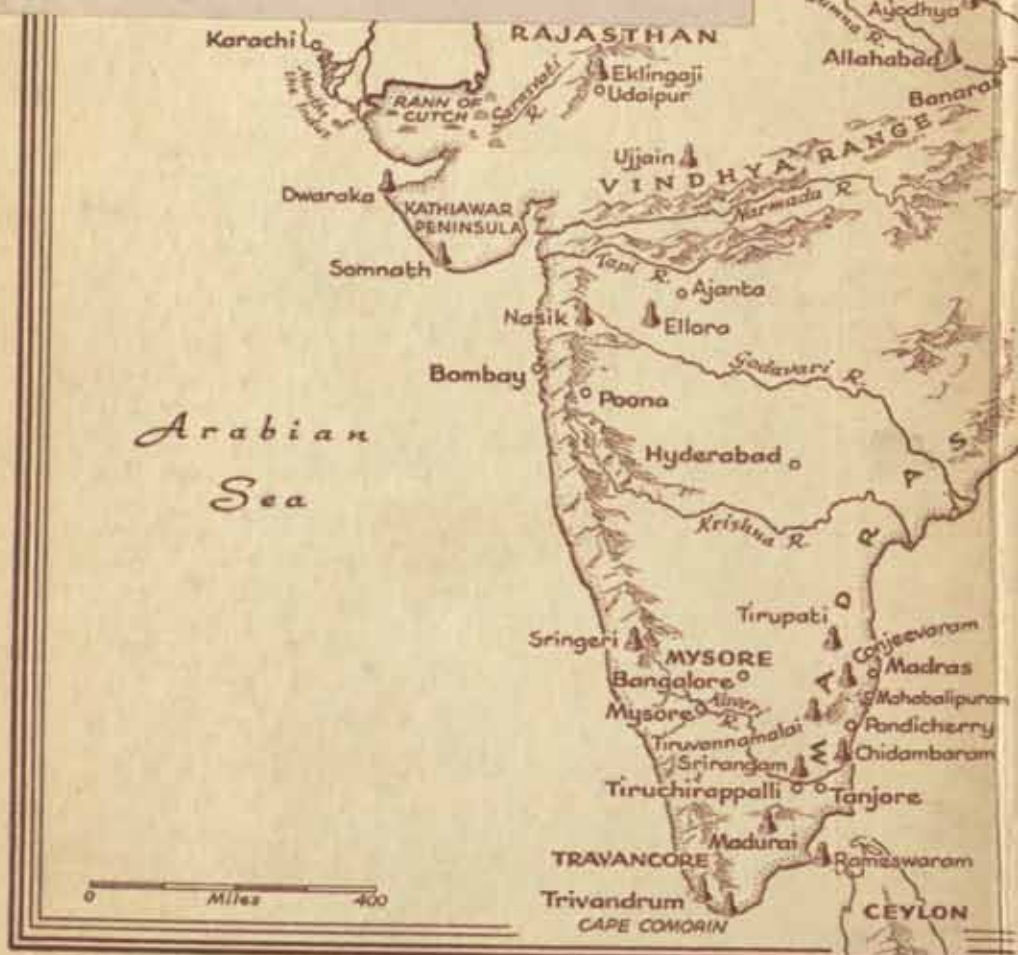 Ayodhya
Jumna R.
Karachi
RAJASTHAN
Allahabad
Mouths of
the Indus
Eklingaji
Udaipur
Banaras
RANN OF
CUTCH
Sarasvati
R.
Ujjain
VINDHYA RANGE
Dwaraka
KATHIAWAR
PENINSULA
Narmada R.
Somnath
Tapi R.
Ajanta
Nasik
Ellora
Godavari R.
Bombay
Poona
Arabian
Sea
Hyderabad
Krishna R.
MADRAS
Tirupati
Conjeevaram
Sringeri
MYSORE
Madras
Bangalore
Mahabalipuram
Mysore
R.
Tiruvannamalai
Pondicherry
Srirangam
Chidambaram
Tiruchirappalli
Tanjore
Madurai
TRAVANCORE
Rameswaram
0 Miles 400
Trivandrum
CAPE COMORIN
CEYLON